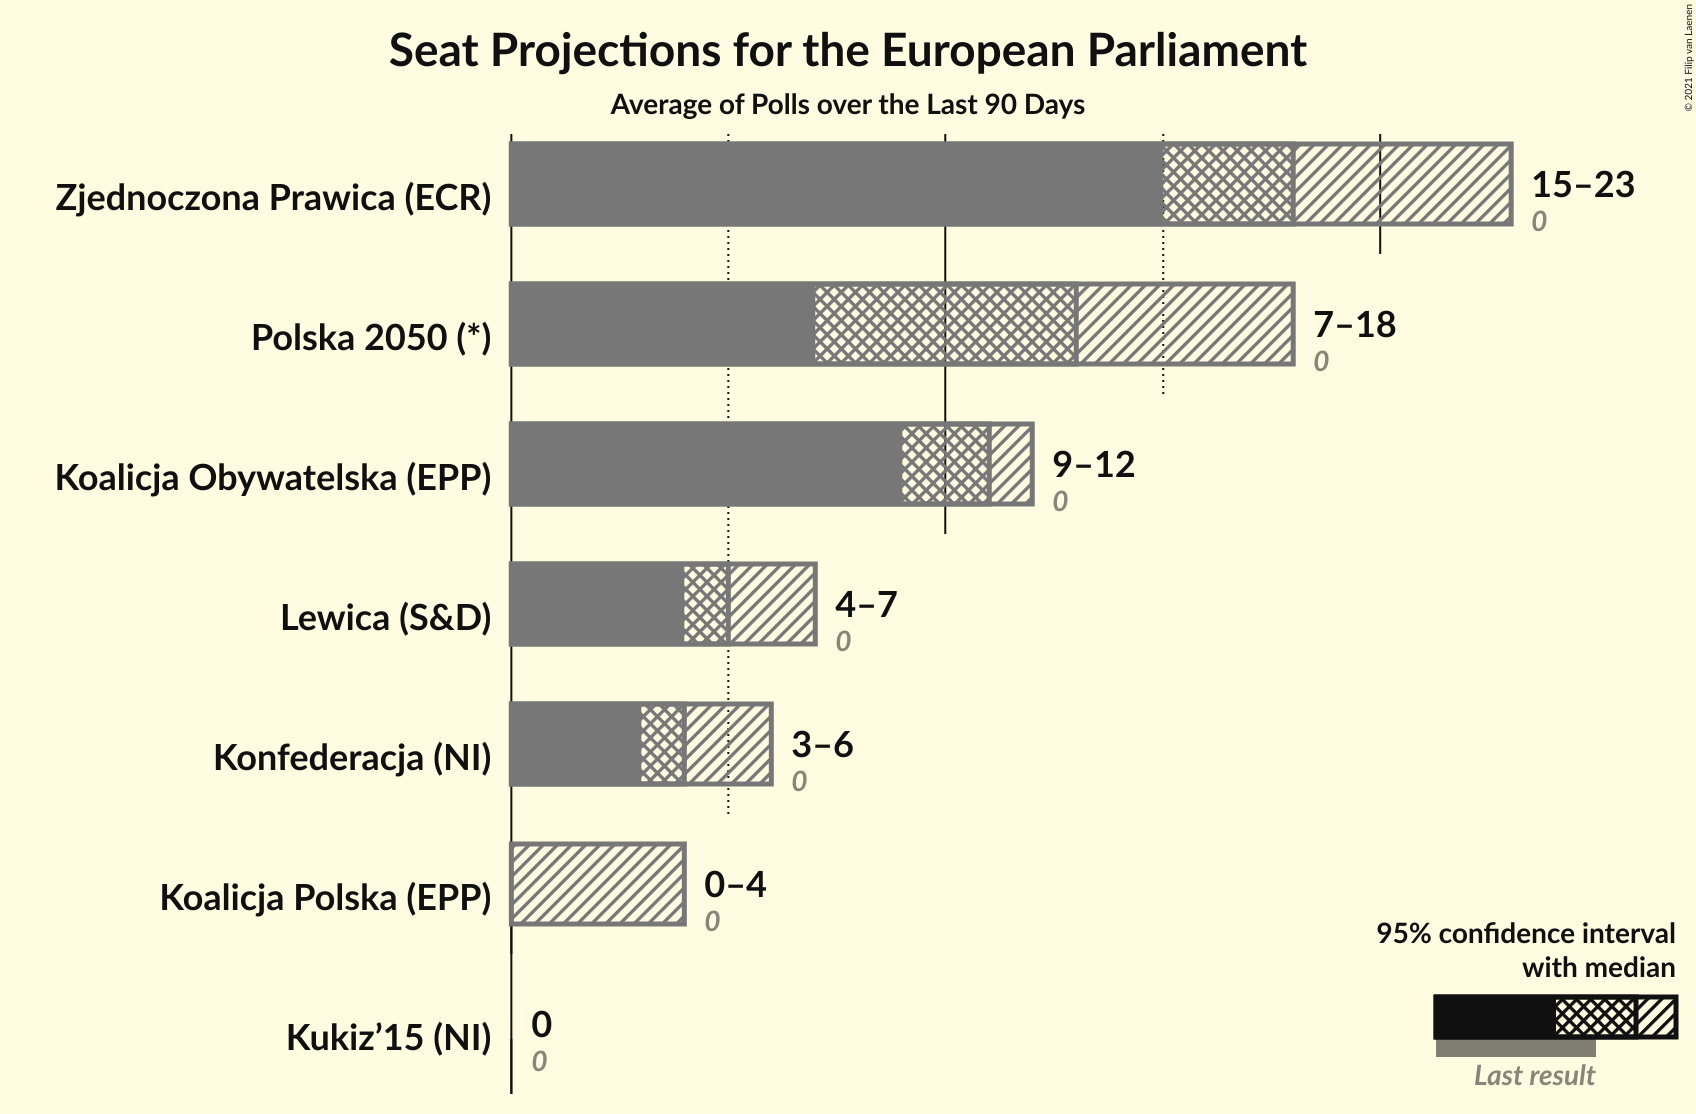 Seat Projections for the European Parliament
Average of Polls over the Last 90 Days
© 2021 Filip van Laenen
Zjednoczona Prawica (ECR)
15–23
0
Polska 2050 (*)
7–18
0
Koalicja Obywatelska (EPP)
9–12
0
Lewica (S&D)
4–7
0
Konfederacja (NI)
3–6
0
Koalicja Polska (EPP)
0–4
0
Kukiz’15 (NI)
0
0
95% confidence interval
with median
Last result